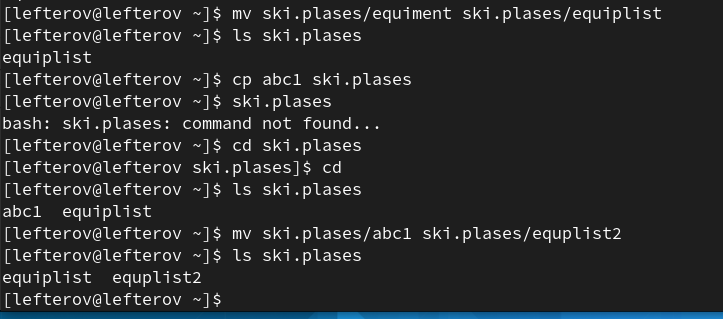 [lefterov@lefterov ~]$ mv ski.plases/equiment ski.plases/equiplist
[lefterov@lefterov ~]$ ls ski.plases
equiplist
[lefterov@lefterov ~]$ cp abc1 ski.plases
[lefterov@lefterov ~]$ ski.plases
bash: ski.plases: command not found...
[lefterov@lefterov ~]$ cd ski.plases
[lefterov@lefterov ski.plases]$ cd
[lefterov@lefterov ~]$ ls ski.plases
abc1  equiplist
[lefterov@lefterov ~]$ mv ski.plases/abc1 ski.plases/equplist2
[lefterov@lefterov ~]$ ls ski.plases
equiplist  equplist2
[lefterov@lefterov ~]$